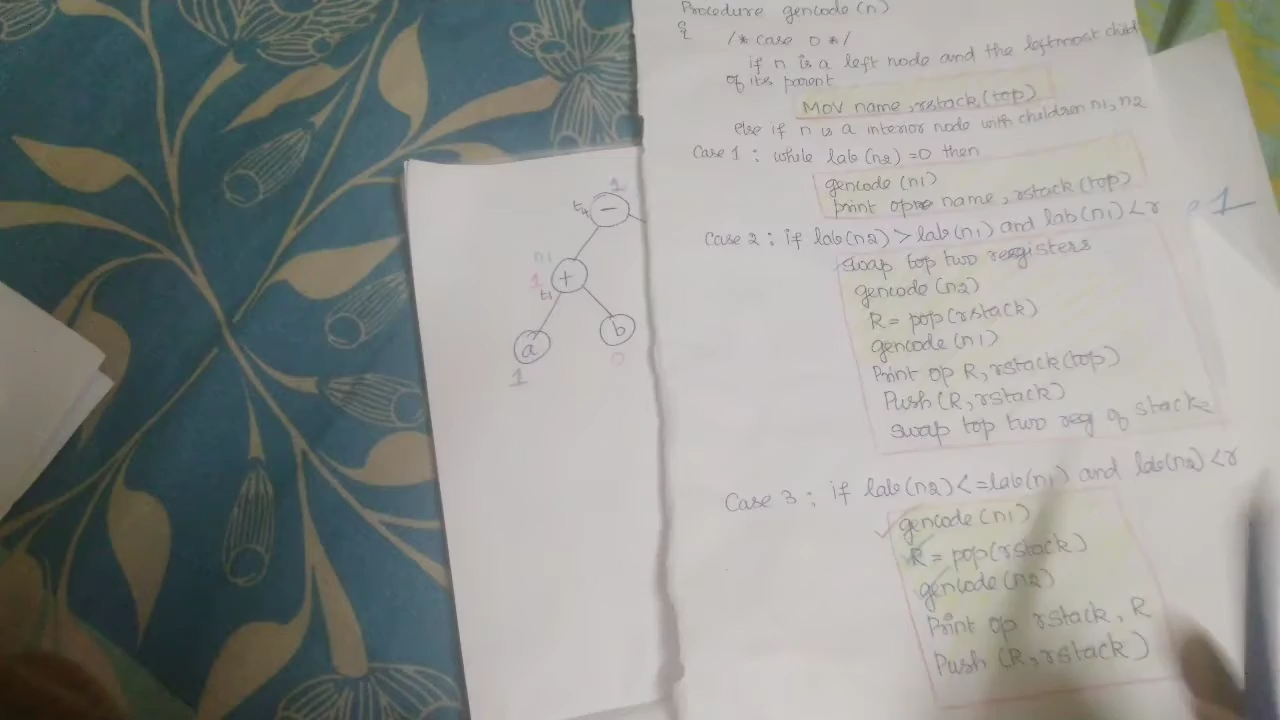 Procedure gencode(n)
{ /* case 0 */
if n is a left node and the leftmost child
of its parent
MOV name, rstack(top)
else if n is a interior node with children n1, n2
Case 1 : while lab(n2) = 0 then
gencode(n1)
print op name, rstack(top)
Case 2 : if lab(n2) > lab(n1) and lab(n1) < r
swap top two registers
gencode(n2)
R = pop(rstack)
gencode(n1)
Print op R, rstack(top)
Push(R, rstack)
swap top two reg of stack
Case 3 : if lab(n2) <= lab(n1) and lab(n2) < r
gencode(n1)
R = pop(rstack)
gencode(n2)
Print op rstack, R
Push (R, rstack)
1
t4 -
n1
1 +
t1
a b
1 0